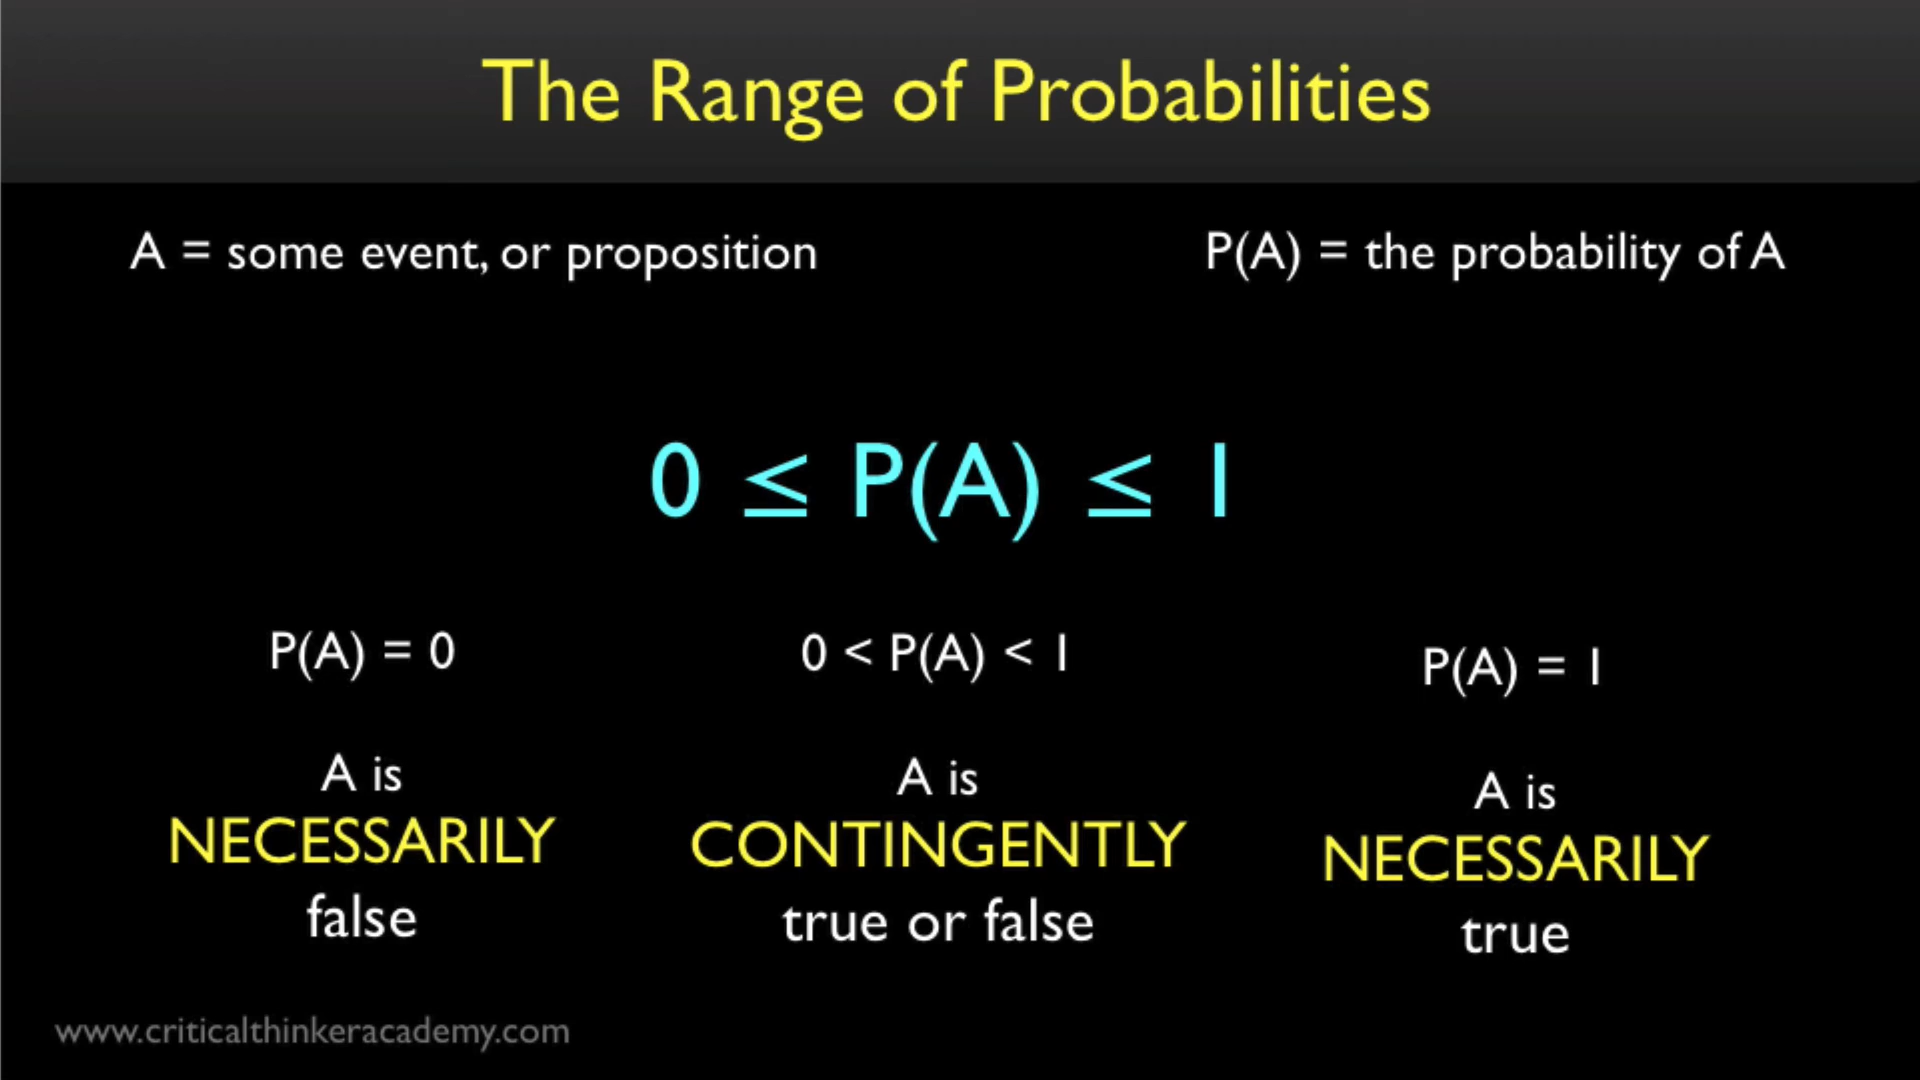 The Range of Probabilities
A = some event, or proposition
P(A) = the probability of A
0 ≤ P(A) ≤ 1
P(A) = 0
A is
NECESSARILY
false
0 < P(A) < 1
A is
CONTINGENTLY
true or false
P(A) = 1
A is
NECESSARILY
true
www.criticalthinkeracademy.com